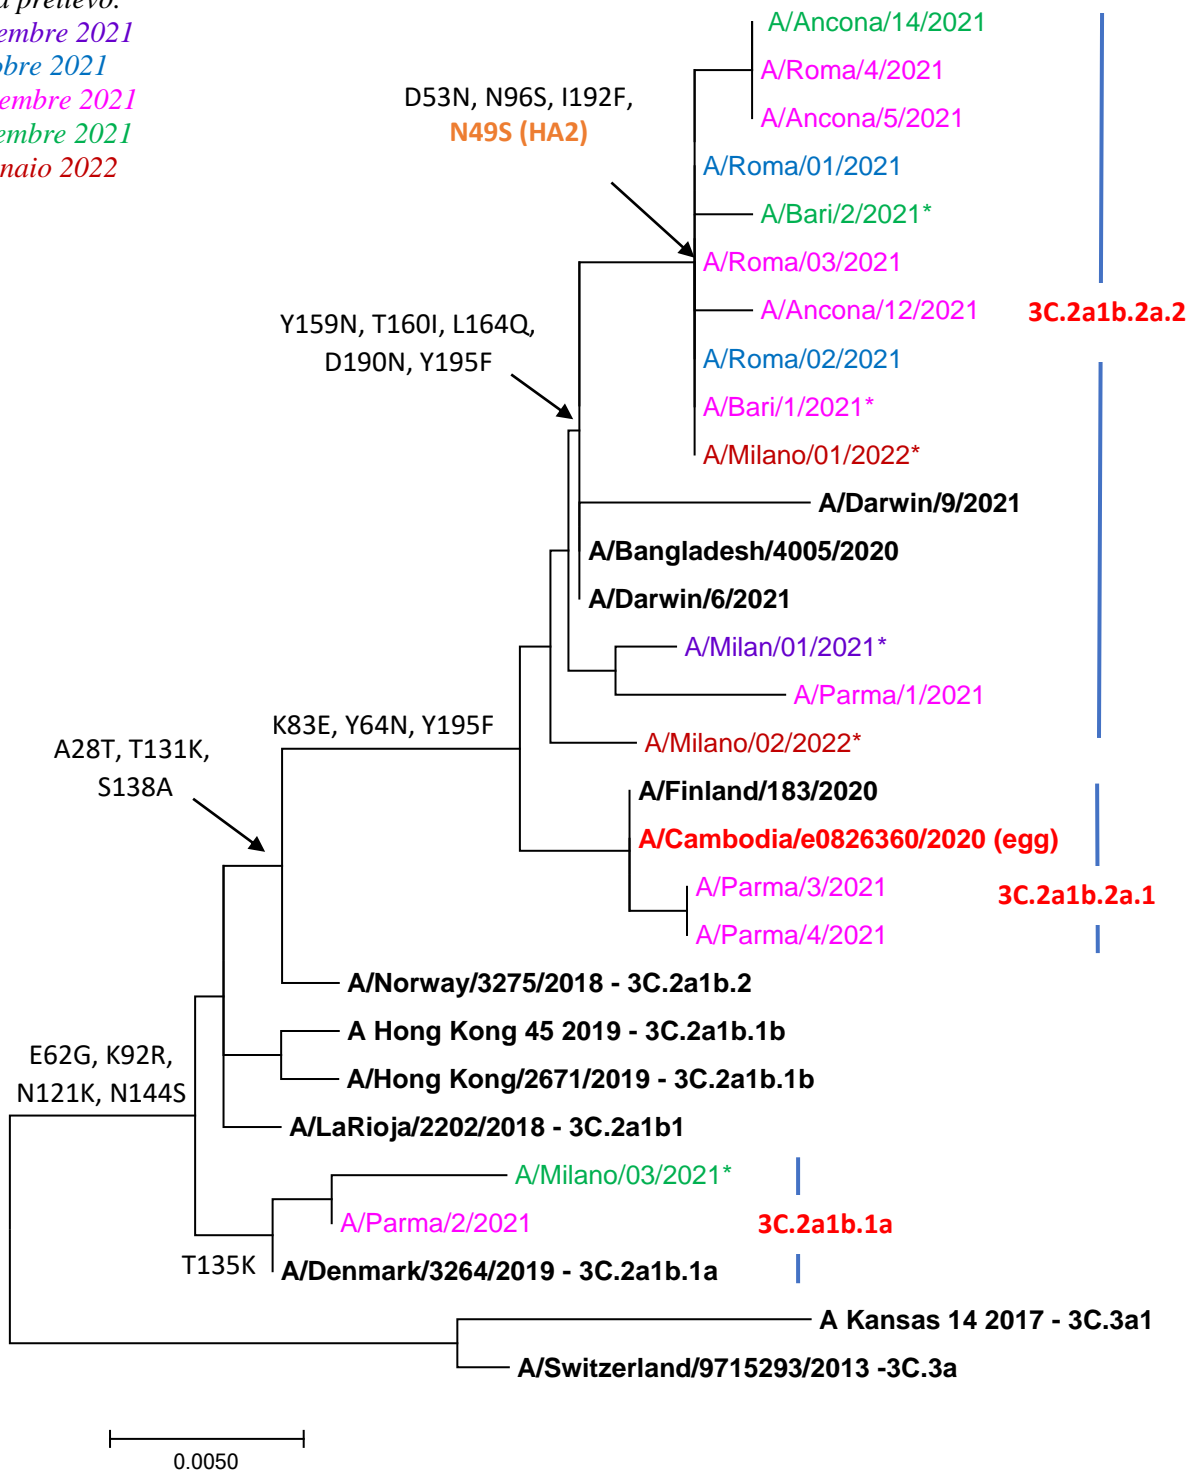 prelievo:
embre 2021
obre 2021
embre 2021
embre 2021
naio 2022
D53N, N96S, I192F,
N49S (HA2)
Y159N, T160I, L164Q,
D190N, Y195F
K83E, Y64N, Y195F
A28T, T131K,
S138A
E62G, K92R,
N121K, N144S
T135K
A/Ancona/14/2021
A/Roma/4/2021
A/Ancona/5/2021
A/Roma/01/2021
A/Bari/2/2021*
A/Roma/03/2021
A/Ancona/12/2021
3C.2a1b.2a.2
A/Roma/02/2021
A/Bari/1/2021*
A/Milano/01/2022*
A/Darwin/9/2021
A/Bangladesh/4005/2020
A/Darwin/6/2021
A/Milan/01/2021*
A/Parma/1/2021
A/Milano/02/2022*
A/Finland/183/2020
A/Cambodia/e0826360/2020 (egg)
A/Parma/3/2021
3C.2a1b.2a.1
A/Parma/4/2021
A/Norway/3275/2018 - 3C.2a1b.2
A Hong Kong 45 2019 - 3C.2a1b.1b
A/Hong Kong/2671/2019 - 3C.2a1b.1b
A/LaRioja/2202/2018 - 3C.2a1b1
A/Milano/03/2021*
A/Parma/2/2021
3C.2a1b.1a
A/Denmark/3264/2019 - 3C.2a1b.1a
A Kansas 14 2017 - 3C.3a1
A/Switzerland/9715293/2013 -3C.3a
0.0050